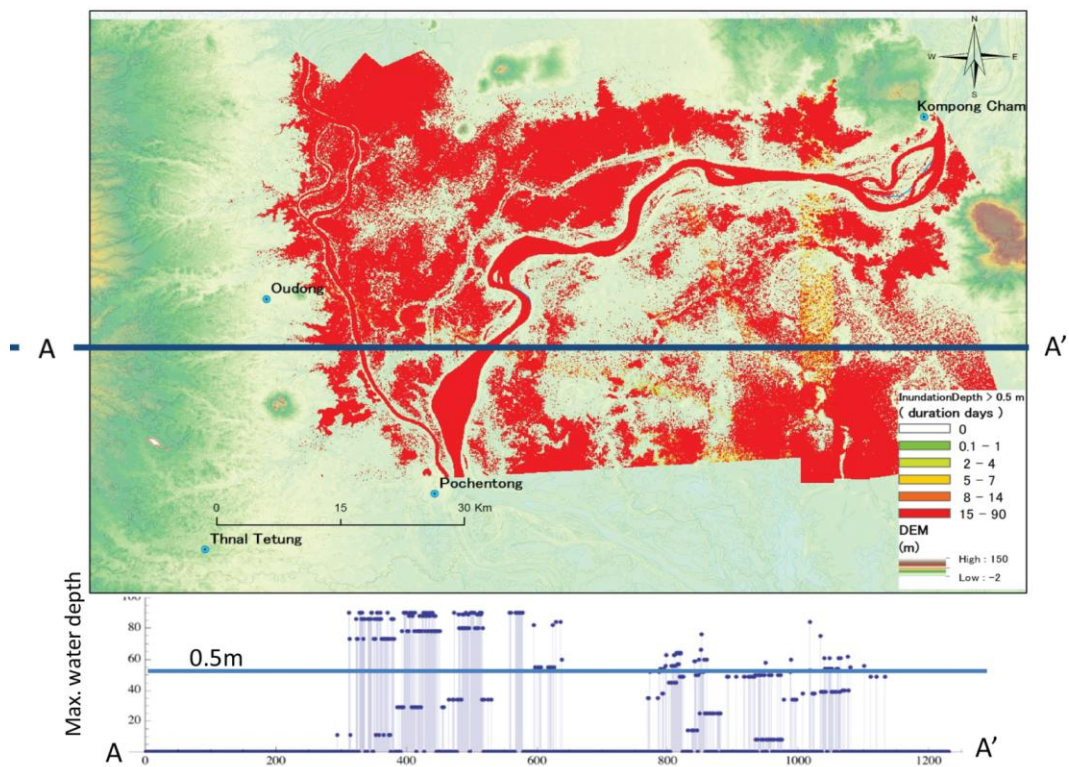 N
W E
S
Kompong Cham
Oudong
A A’
InundationDepth > 0.5 m
( duration days )
0
0.1 – 1
2 – 4
5 – 7
8 – 14
15 – 90
DEM
(m)
High : 150
Low : -2
Pochentong
0 15 30 Km
Thnal Tetung
Max. water depth
100
80
60
40
20
0.5m
A A’
0 200 400 600 800 1000 1200